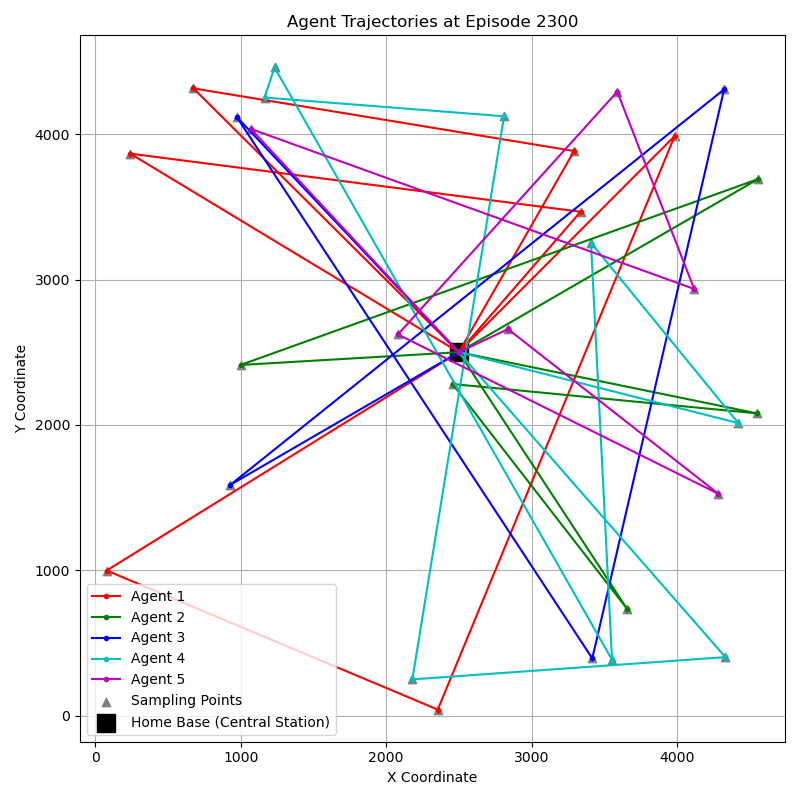 Agent Trajectories at Episode 2300
Y Coordinate
4000
3000
2000
1000
0
Agent 1
Agent 2
Agent 3
Agent 4
Agent 5
Sampling Points
Home Base (Central Station)
0 1000 2000 3000 4000
X Coordinate